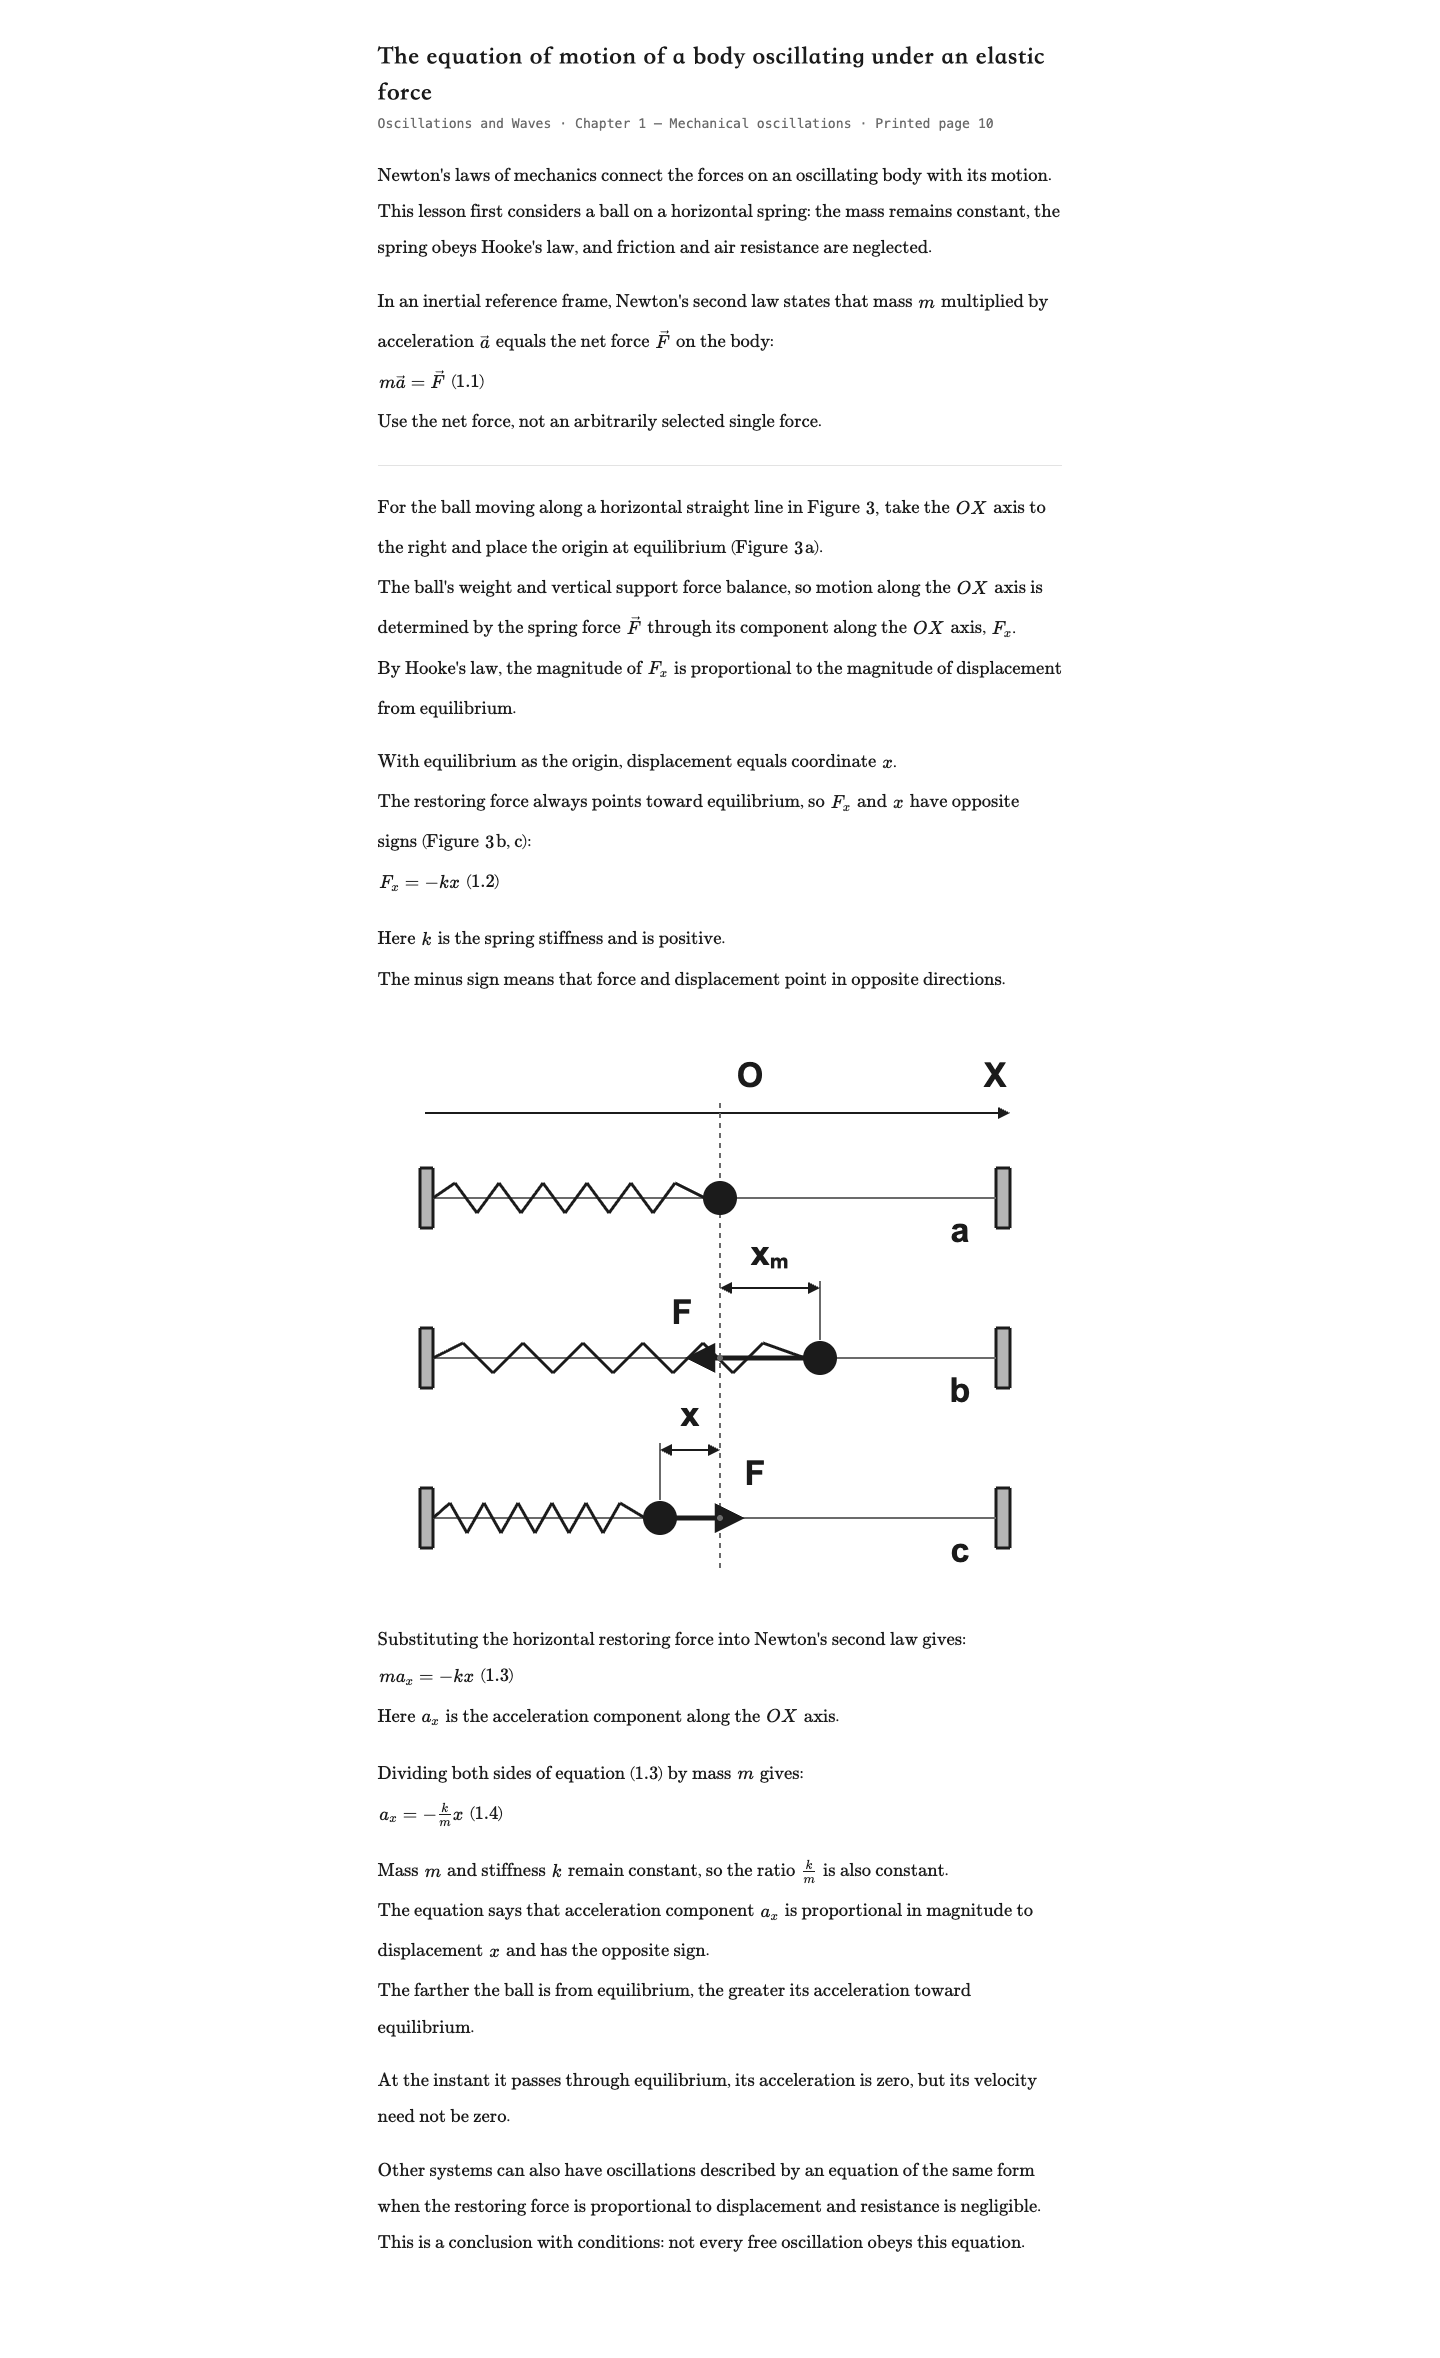 The equation of motion of a body oscillating under an elastic
force
Oscillations and Waves · Chapter 1 — Mechanical oscillations · Printed page 10
Newton's laws of mechanics connect the forces on an oscillating body with its motion.
This lesson first considers a ball on a horizontal spring: the mass remains constant, the
spring obeys Hooke's law, and friction and air resistance are neglected.
In an inertial reference frame, Newton's second law states that mass m multiplied by
acceleration a⃗ equals the net force F⃗ on the body:
ma⃗ = F⃗ (1.1)
Use the net force, not an arbitrarily selected single force.
For the ball moving along a horizontal straight line in Figure 3, take the OX axis to
the right and place the origin at equilibrium (Figure 3a).
The ball's weight and vertical support force balance, so motion along the OX axis is
determined by the spring force F⃗ through its component along the OX axis, Fₓ.
By Hooke's law, the magnitude of Fₓ is proportional to the magnitude of displacement
from equilibrium.
With equilibrium as the origin, displacement equals coordinate x.
The restoring force always points toward equilibrium, so Fₓ and x have opposite
signs (Figure 3b, c):
Fₓ = −kx (1.2)
Here k is the spring stiffness and is positive.
The minus sign means that force and displacement point in opposite directions.
O X
a
xₘ
F
b
x
F
c
Substituting the horizontal restoring force into Newton's second law gives:
maₓ = −kx (1.3)
Here aₓ is the acceleration component along the OX axis.
Dividing both sides of equation (1.3) by mass m gives:
aₓ = −k/m x (1.4)
Mass m and stiffness k remain constant, so the ratio k/m is also constant.
The equation says that acceleration component aₓ is proportional in magnitude to
displacement x and has the opposite sign.
The farther the ball is from equilibrium, the greater its acceleration toward
equilibrium.
At the instant it passes through equilibrium, its acceleration is zero, but its velocity
need not be zero.
Other systems can also have oscillations described by an equation of the same form
when the restoring force is proportional to displacement and resistance is negligible.
This is a conclusion with conditions: not every free oscillation obeys this equation.